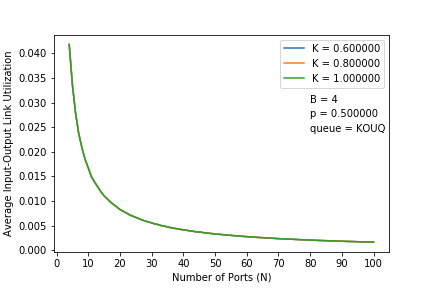 K = 0.600000
K = 0.800000
K = 1.000000
B = 4
p = 0.500000
queue = KOUQ
Average Input-Output Link Utilization
0.040
0.035
0.030
0.025
0.020
0.015
0.010
0.005
0.000
0 10 20 30 40 50 60 70 80 90 100
Number of Ports (N)